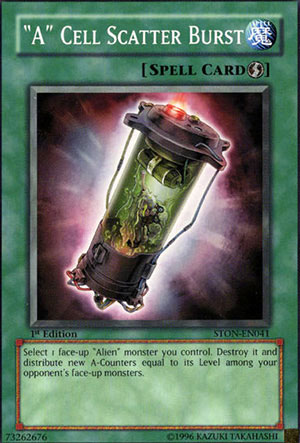 "A" CELL SCATTER BURST 魔
[SPELL CARD]
1st Edition STON-EN041
Select 1 face-up "Alien" monster you control. Destroy it and
distribute new A-Counters equal to its Level among your
opponent's face-up monsters.
73262676 ©1996 KAZUKI TAKAHASHI